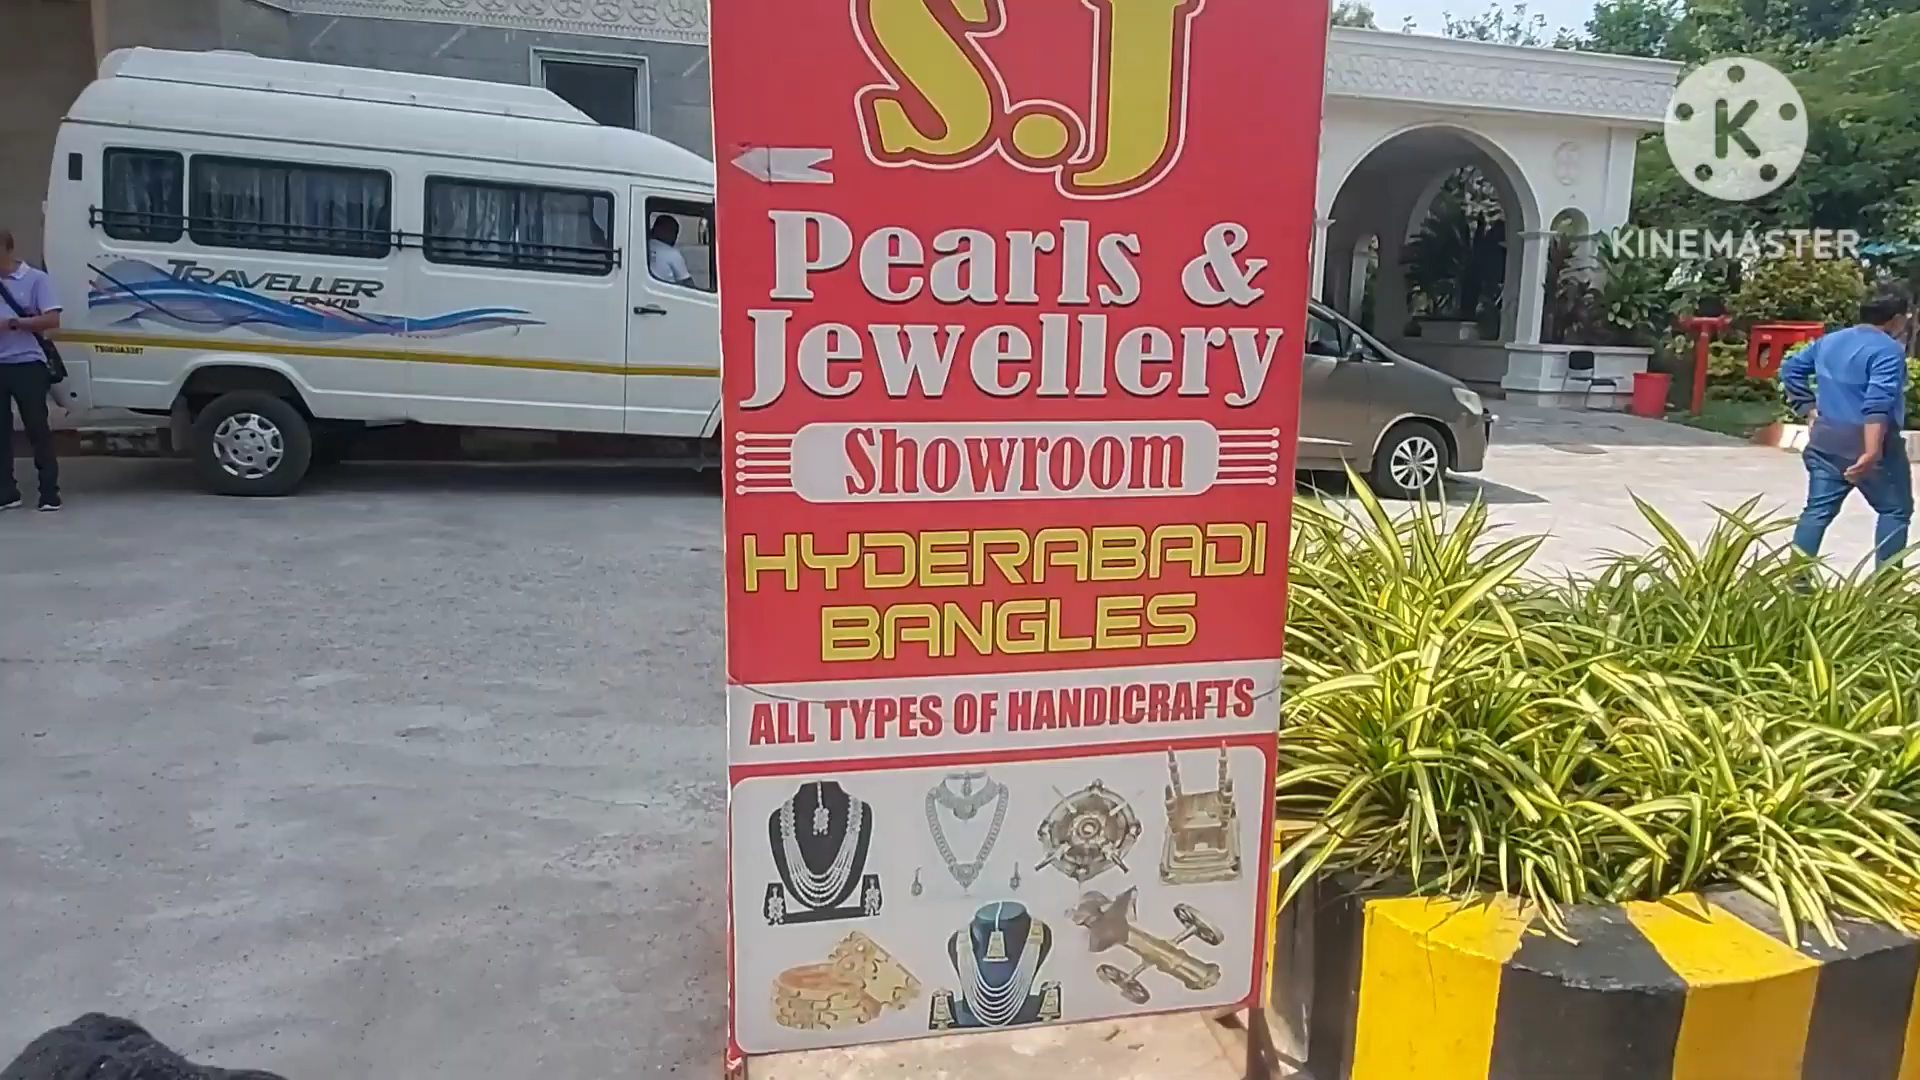 S.J
Pearls &
Jewellery
Showroom
HYDERABADI
BANGLES
ALL TYPES OF HANDICRAFTS
TRAVELLER
K
KINEMASTER